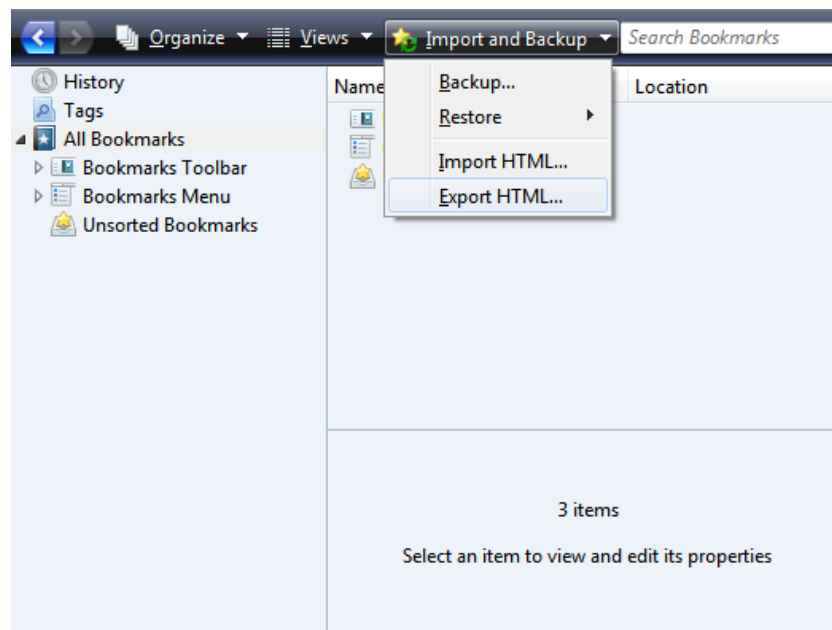 Organize Views Import and Backup Search Bookmarks
History
Tags
All Bookmarks
Bookmarks Toolbar
Bookmarks Menu
Unsorted Bookmarks
Name Location
Backup...
Restore
Import HTML...
Export HTML...
3 items
Select an item to view and edit its properties